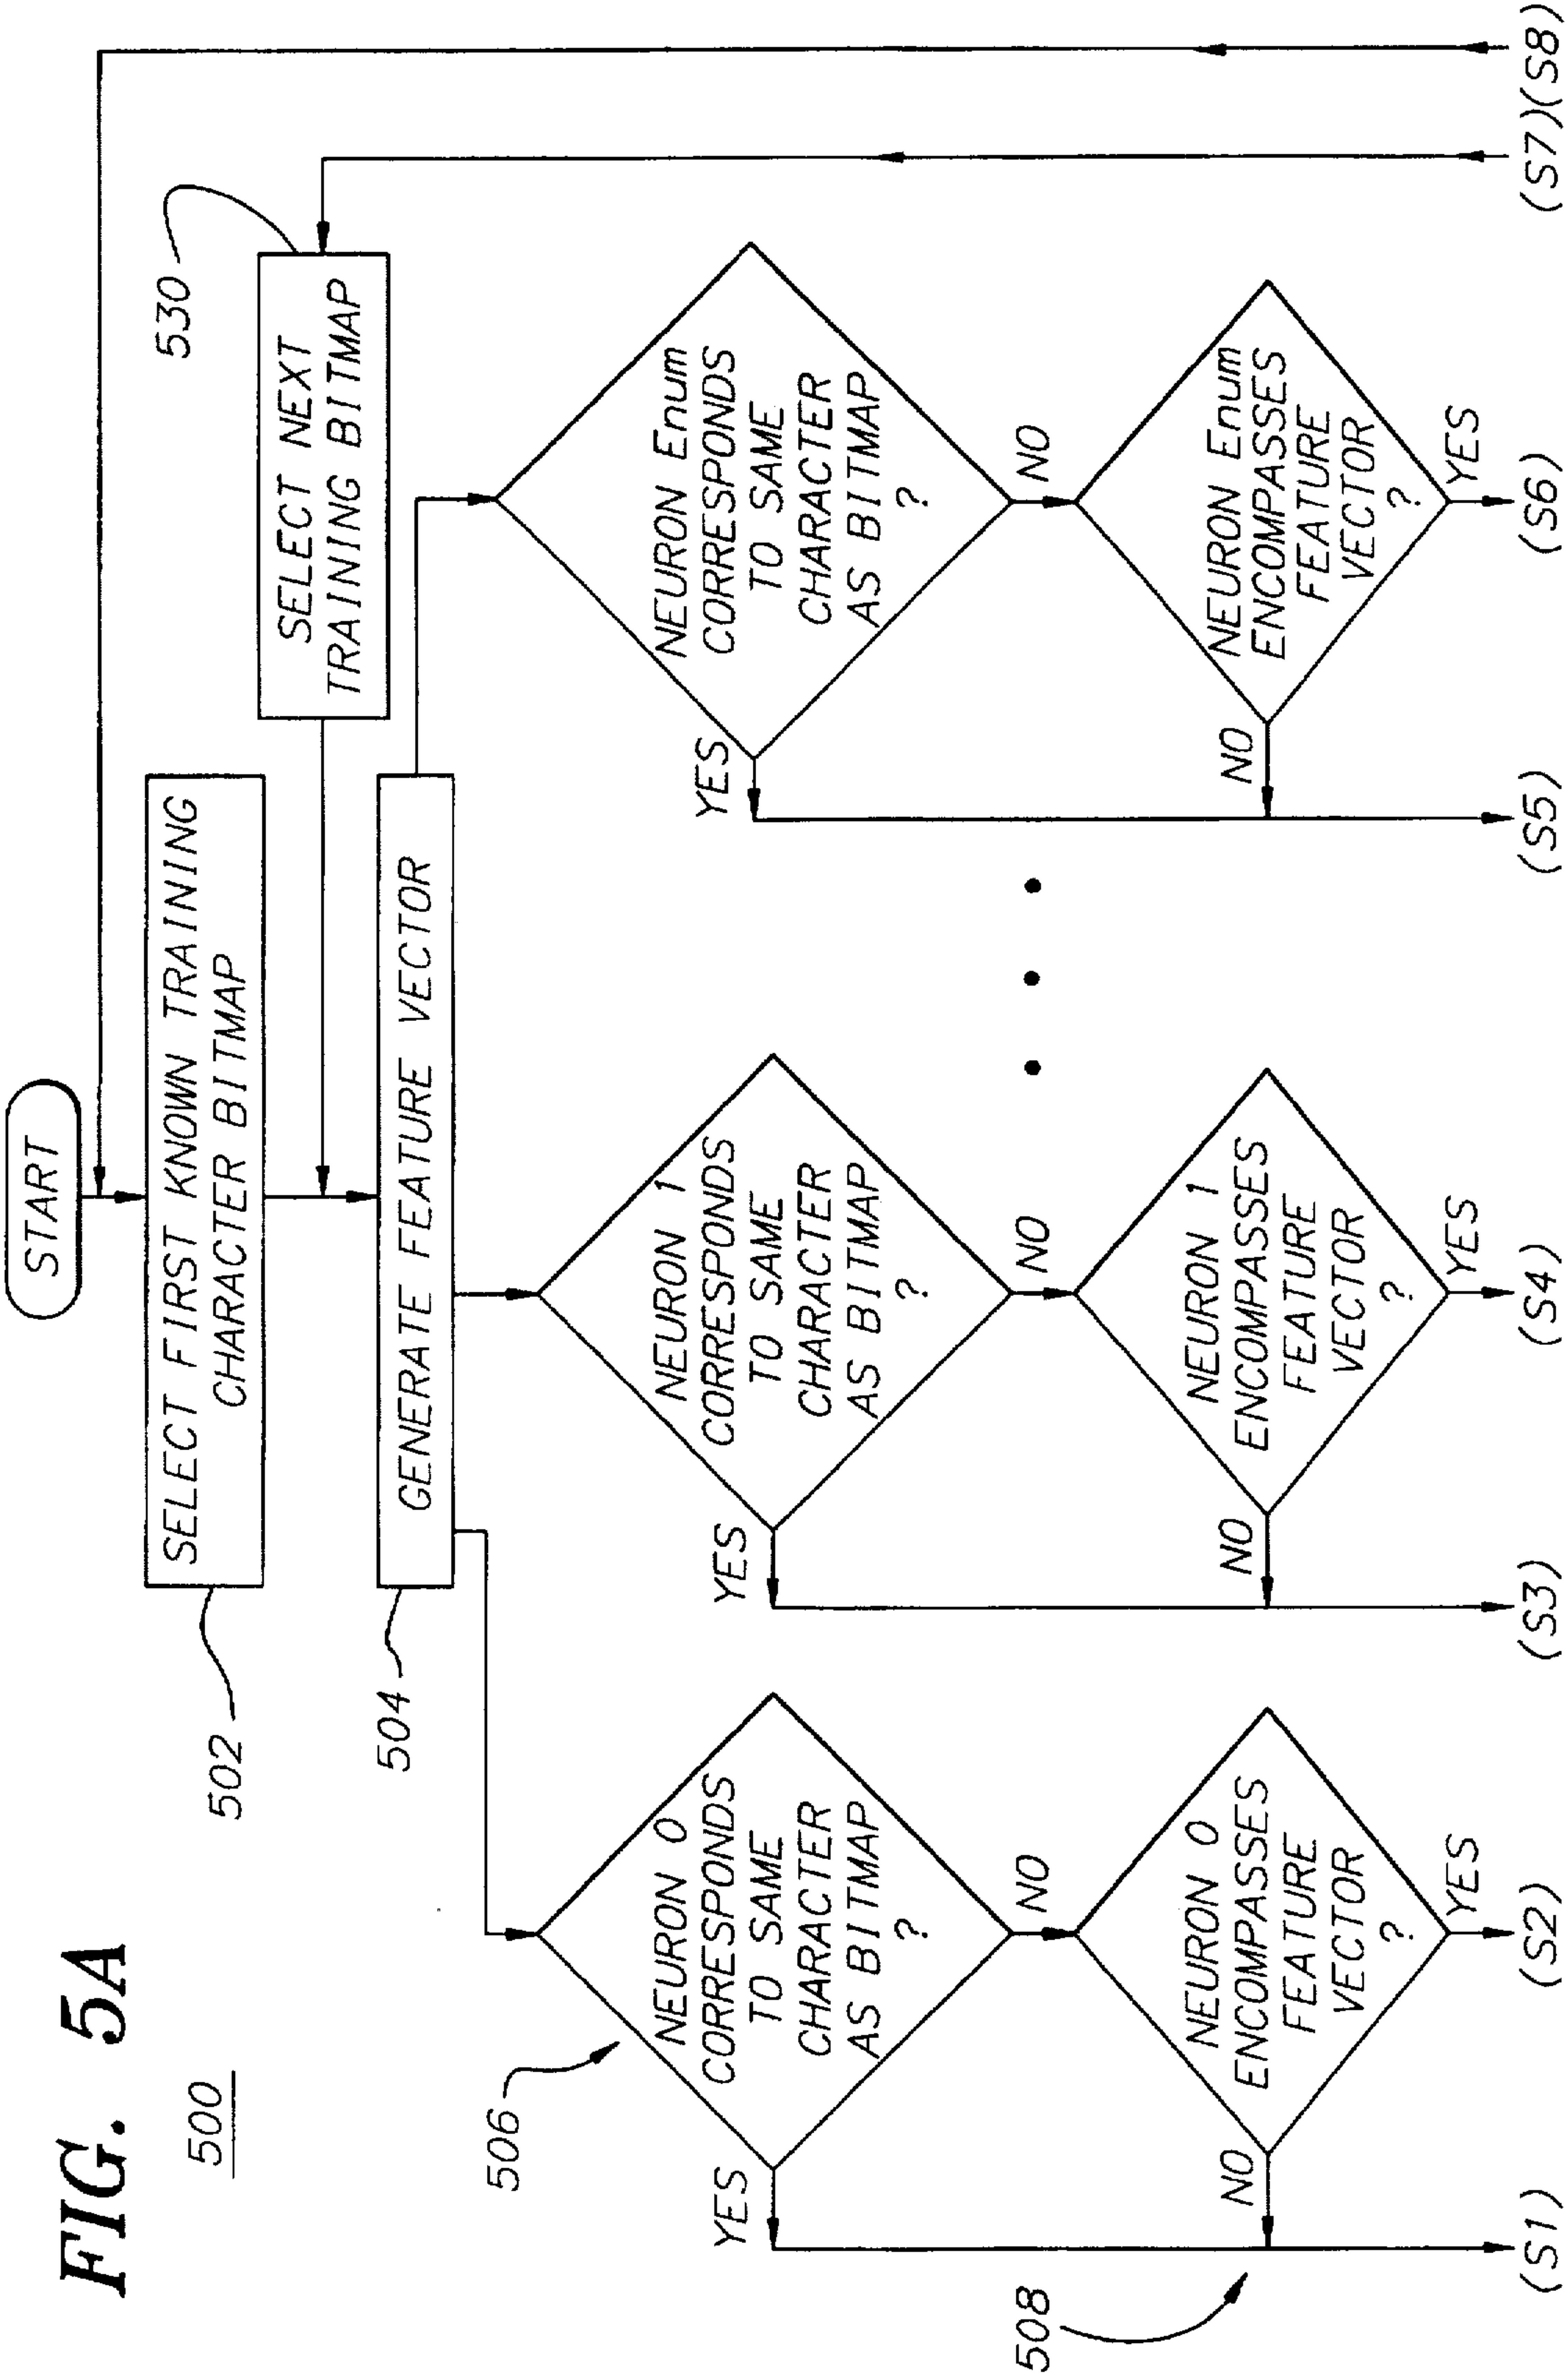 FIG. 5A
500
START
SELECT FIRST KNOWN TRAINING
CHARACTER BITMAP
502
530
SELECT NEXT
TRAINING BITMAP
GENERATE FEATURE VECTOR
504
506
NEURON 0
CORRESPONDS
TO SAME
CHARACTER
AS BITMAP
?
YES
NO
NEURON 1
CORRESPONDS
TO SAME
CHARACTER
AS BITMAP
?
YES
NO
NEURON Enum
CORRESPONDS
TO SAME
CHARACTER
AS BITMAP
?
YES
NO
508
NEURON 0
ENCOMPASSES
FEATURE
VECTOR
?
NO
YES
NEURON 1
ENCOMPASSES
FEATURE
VECTOR
?
NO
YES
NEURON Enum
ENCOMPASSES
FEATURE
VECTOR
?
NO
YES
(S1)
(S2)
(S3)
(S4)
(S5)
(S6)
(S7)(S8)